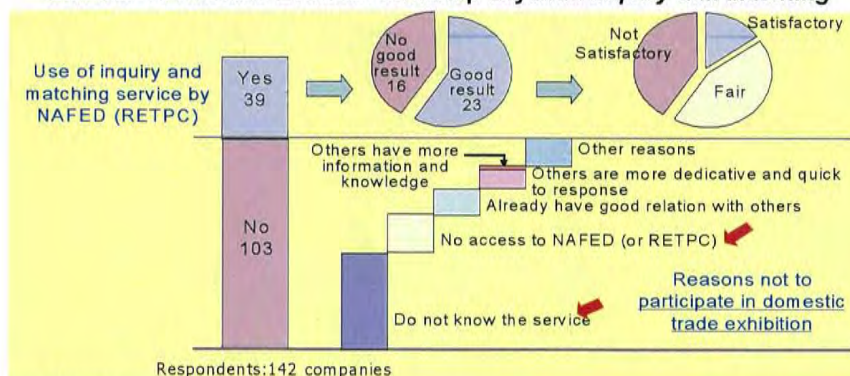 Use of inquiry and
matching service by
NAFED (RETPC)
Yes
39
No
good
result
16
Good
result
23
Not
Satisfactory
Satisfactory
Fair
No
103
Others have more
information and
knowledge
Other reasons
Others are more dedicative and quick
to response
Already have good relation with others
No access to NAFED (or RETPC)
Do not know the service
Reasons not to
participate in domestic
trade exhibition
Respondents:142 companies